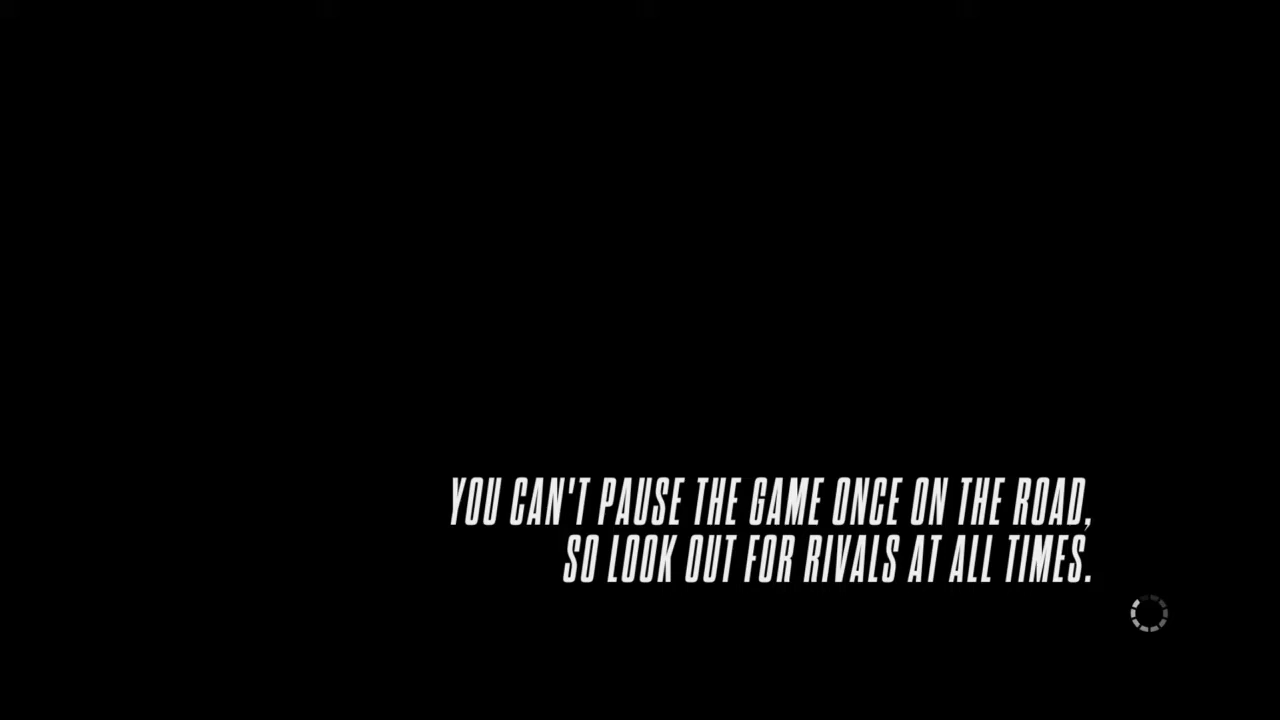 YOU CAN'T PAUSE THE GAME ONCE ON THE ROAD,
SO LOOK OUT FOR RIVALS AT ALL TIMES.